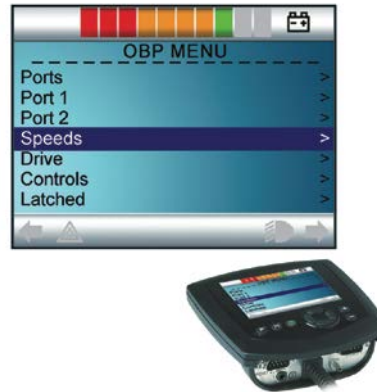 OBP MENU
Ports >
Port 1 >
Port 2 >
Speeds >
Drive >
Controls >
Latched >